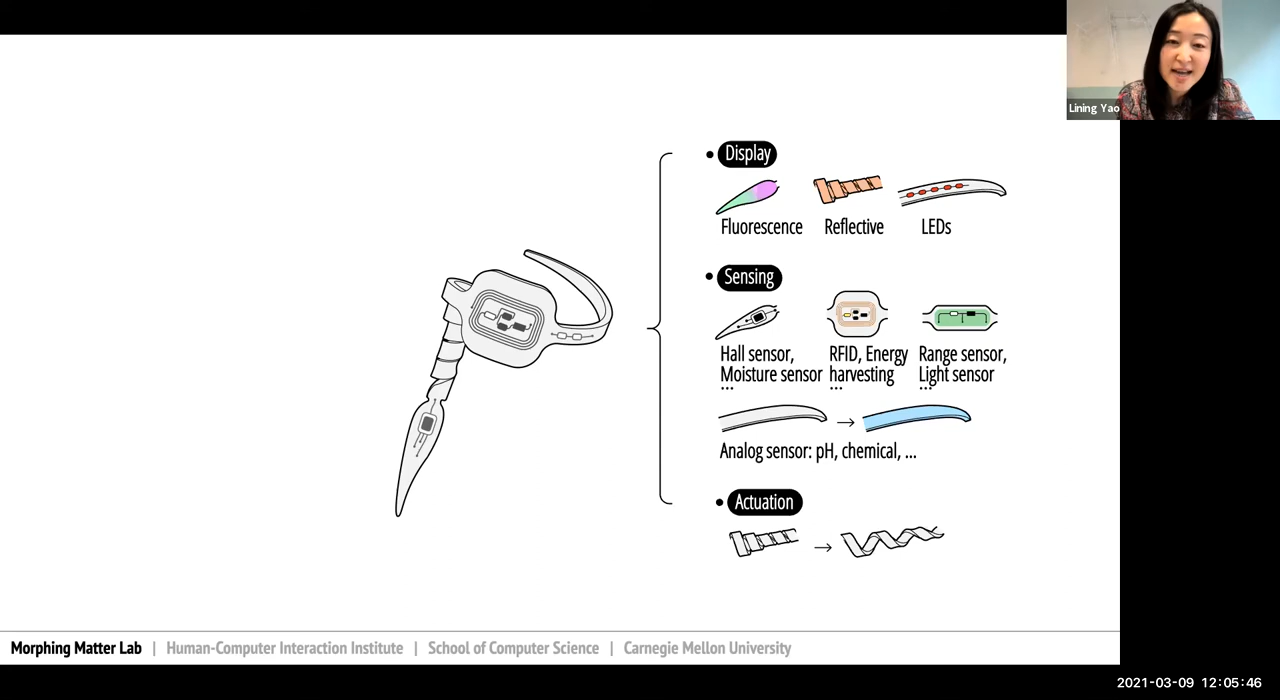 Lining Yao
Display
Fluorescence
Reflective
LEDs
Sensing
Hall sensor,
Moisture sensor
...
RFID, Energy
harvesting
...
Range sensor,
Light sensor
...
Analog sensor: pH, chemical, ...
Actuation
Morphing Matter Lab | Human-Computer Interaction Institute | School of Computer Science | Carnegie Mellon University
2021-03-09 12:05:46